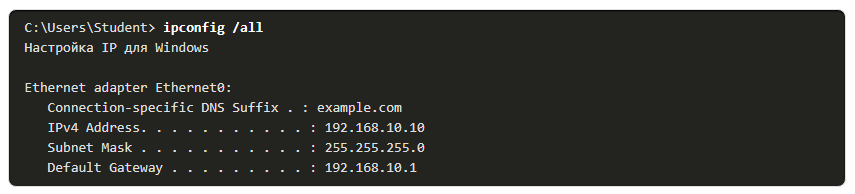 C:\Users\Student> ipconfig /all
Настройка IP для Windows
Ethernet adapter Ethernet0:
Connection-specific DNS Suffix . : example.com
IPv4 Address. . . . . . . . . . . : 192.168.10.10
Subnet Mask . . . . . . . . . . . : 255.255.255.0
Default Gateway . . . . . . . . . : 192.168.10.1